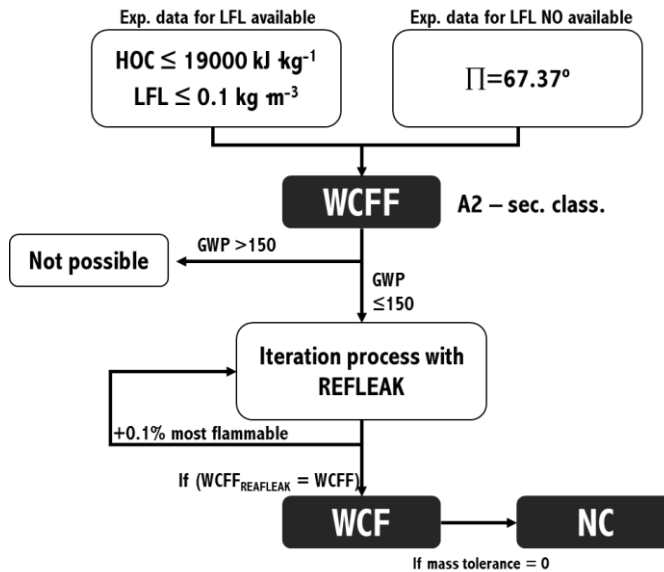 Exp. data for LFL available
Exp. data for LFL NO available
HOC ≤ 19000 kJ kg⁻¹
LFL ≤ 0.1 kg m⁻³
∏=67.37º
WCFF
A2 – sec. class.
GWP >150
Not possible
GWP
≤150
Iteration process with
REFLEAK
+0.1% most flammable
If (WCFF_REAFLEAK = WCFF)
WCF
NC
If mass tolerance = 0